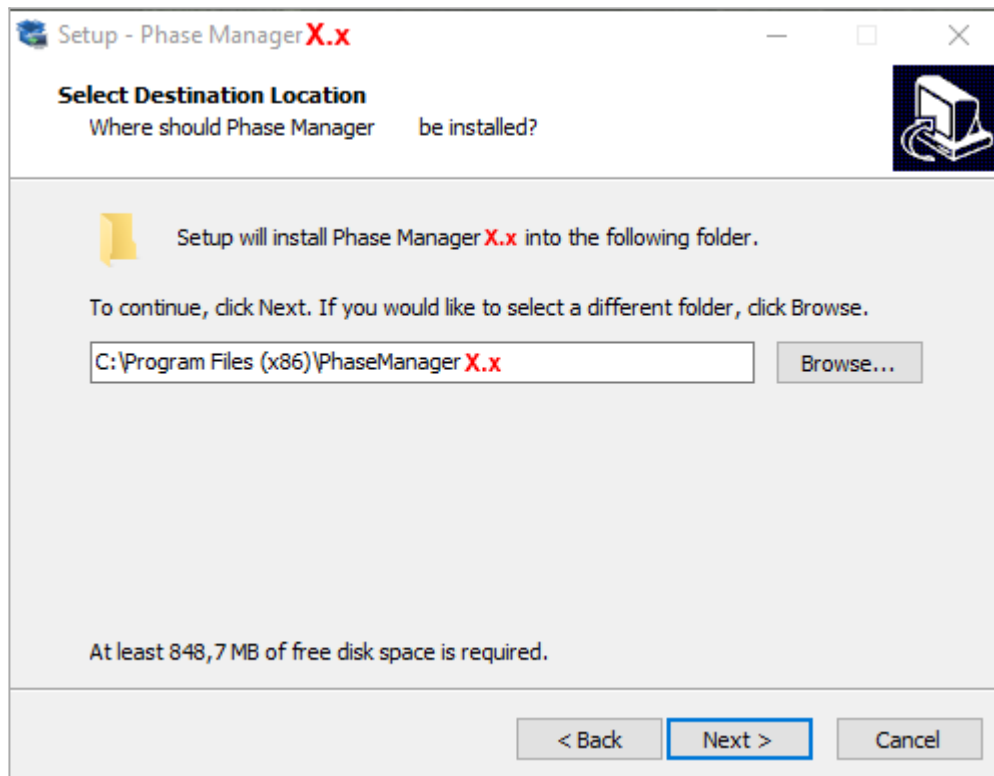 Setup - Phase Manager X.x
Select Destination Location
Where should Phase Manager be installed?
Setup will install Phase Manager X.x into the following folder.
To continue, click Next. If you would like to select a different folder, click Browse.
C:\Program Files (x86)\PhaseManager X.x
Browse...
At least 848,7 MB of free disk space is required.
< Back
Next >
Cancel